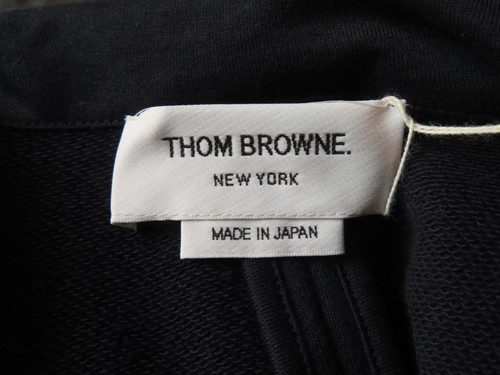 THOM BROWNE.
NEW YORK
MADE IN JAPAN